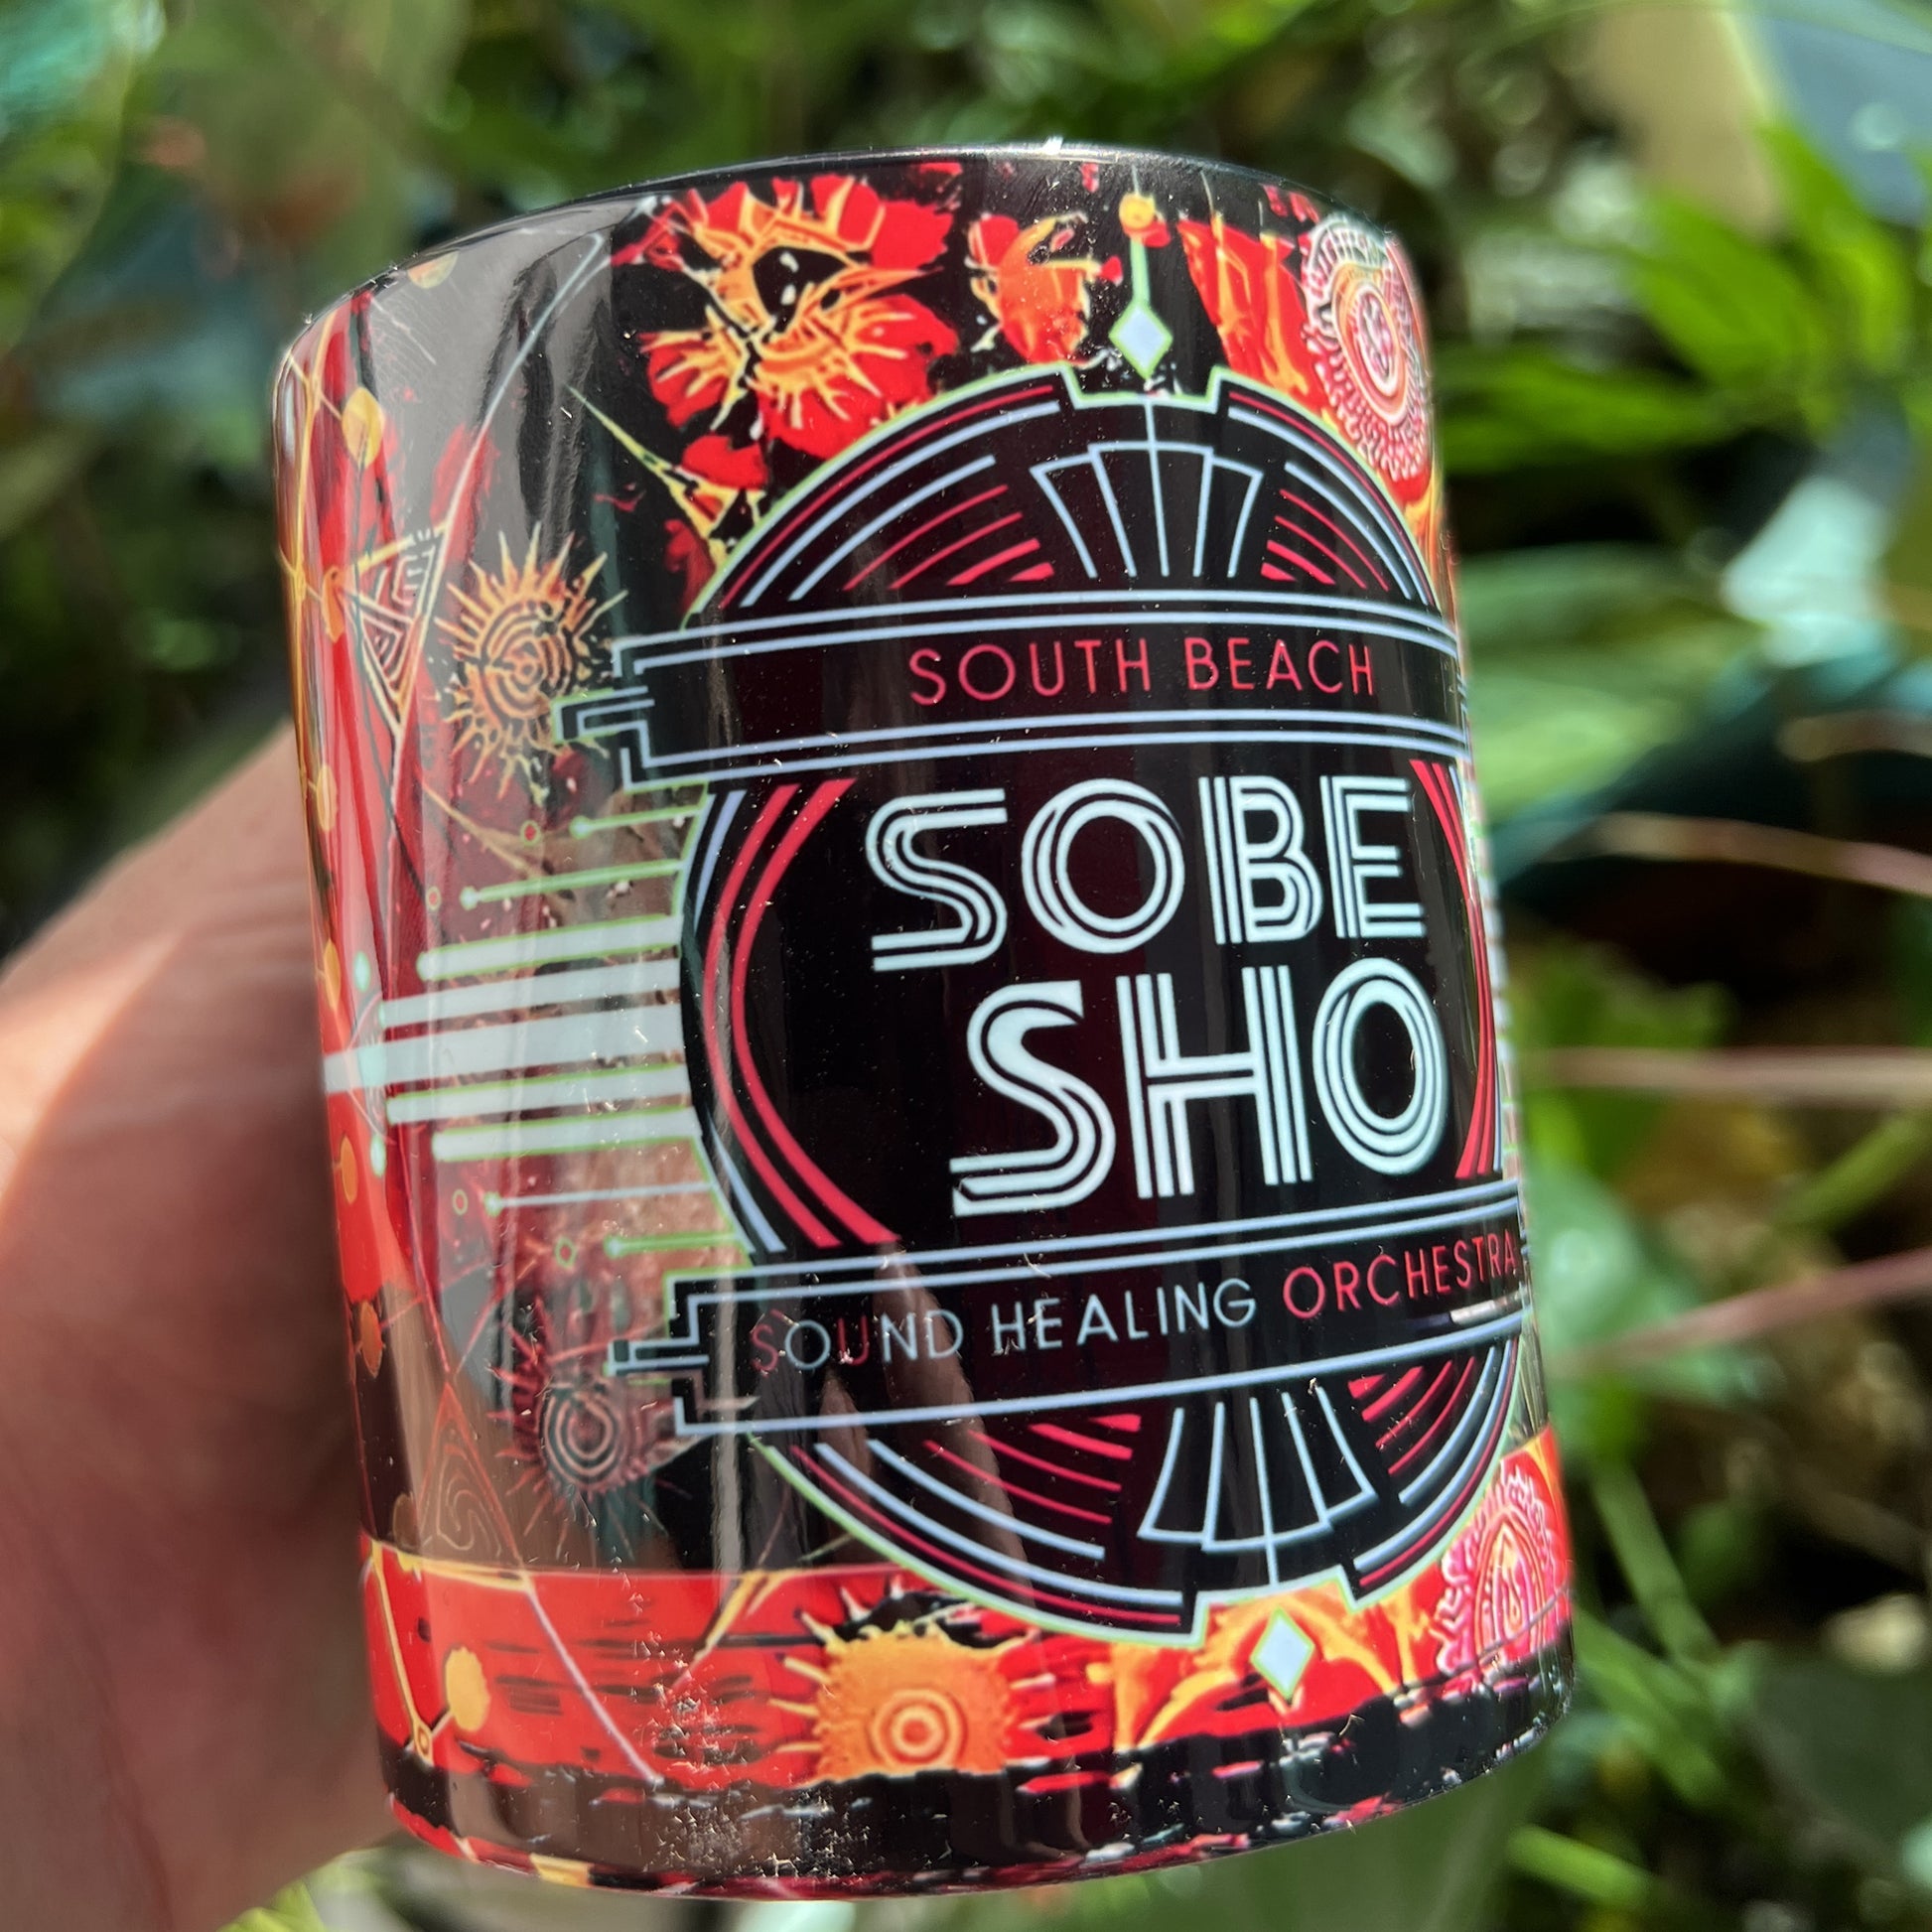 SOUTH BEACH
SOBE
SHO
SOUND HEALING ORCHESTRA